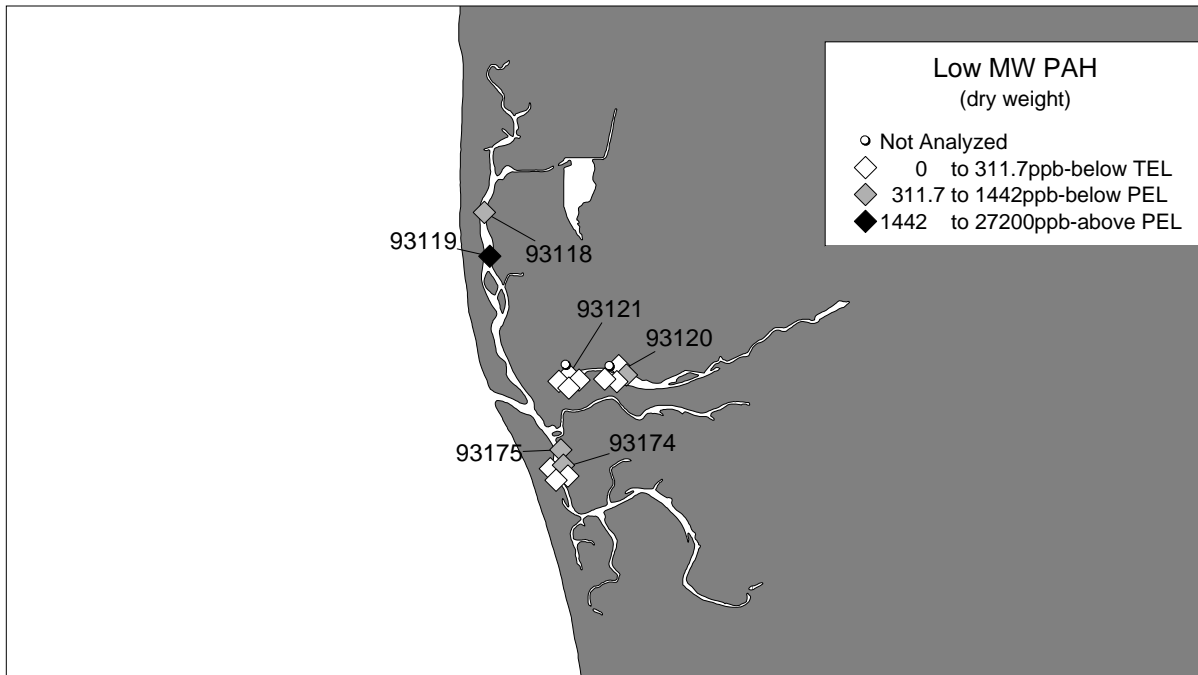 Low MW PAH
(dry weight)
Not Analyzed
0 to 311.7ppb-below TEL
311.7 to 1442ppb-below PEL
1442 to 27200ppb-above PEL
93119
93118
93121
93120
93175
93174